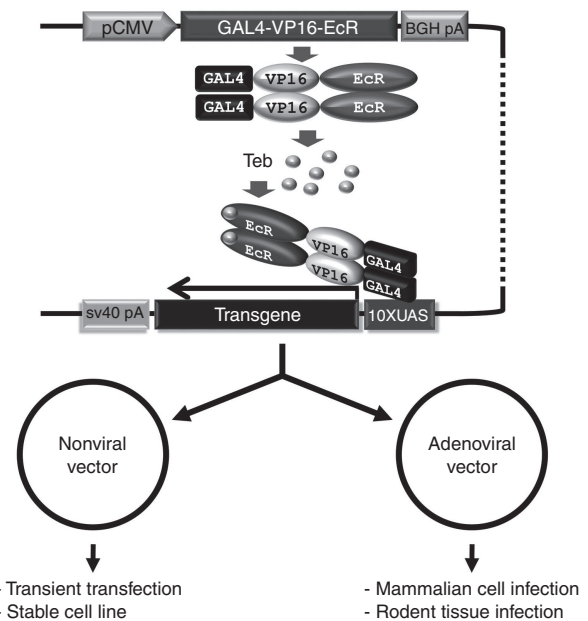 pCMV GAL4-VP16-EcR BGH pA
GAL4 VP16 EcR
GAL4 VP16 EcR
Teb
EcR VP16 GAL4
EcR VP16 GAL4
sv40 pA Transgene 10XUAS
Nonviral
vector
Adenoviral
vector
- Transient transfection
- Stable cell line
- Mammalian cell infection
- Rodent tissue infection